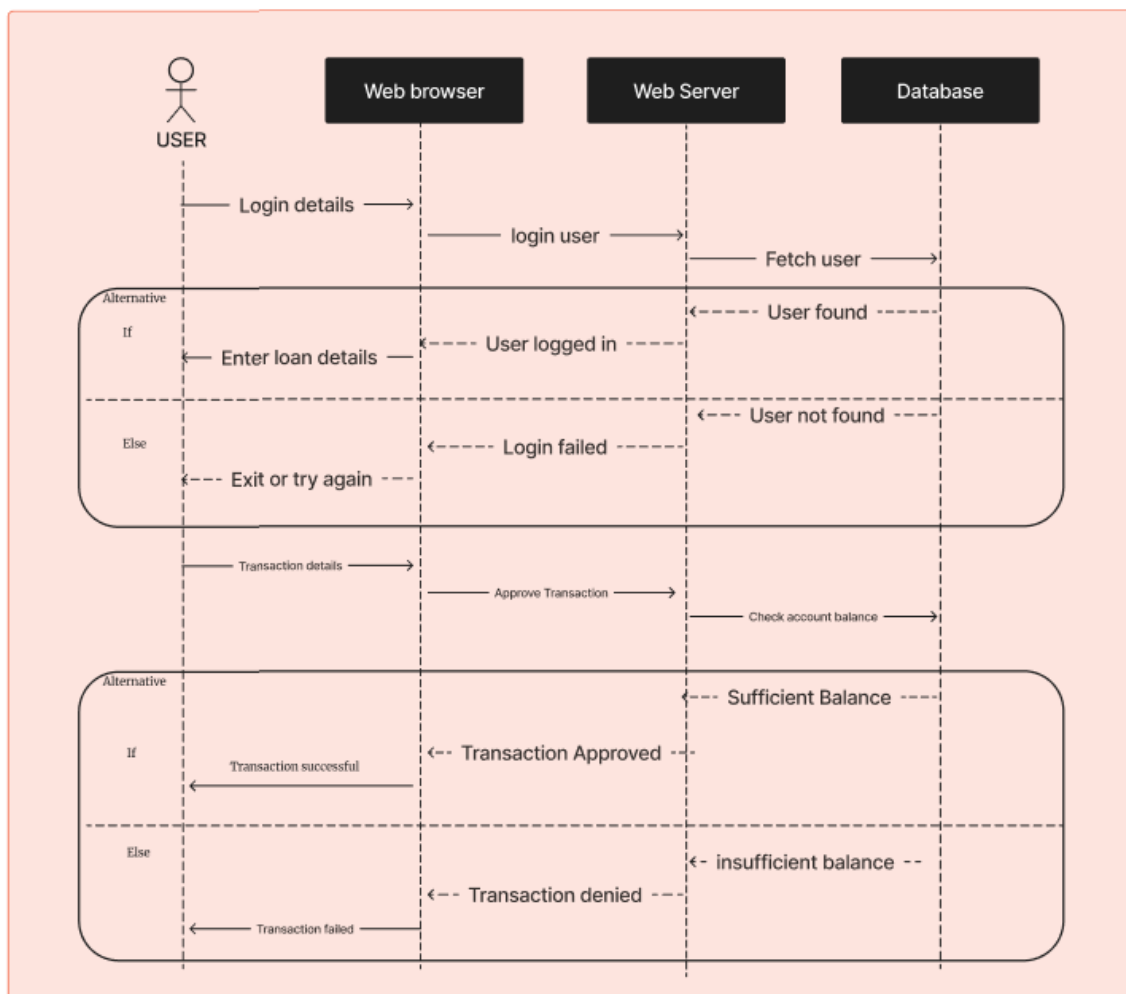 Web browser
Web Server
Database
USER
Login details
login user
Fetch user
Alternative
User found
If
User logged in
Enter loan details
User not found
Else
Login failed
Exit or try again
Transaction details
Approve Transaction
Check account balance
Alternative
Sufficient Balance
If
Transaction Approved
Transaction successful
Else
insufficient balance
Transaction denied
Transaction failed